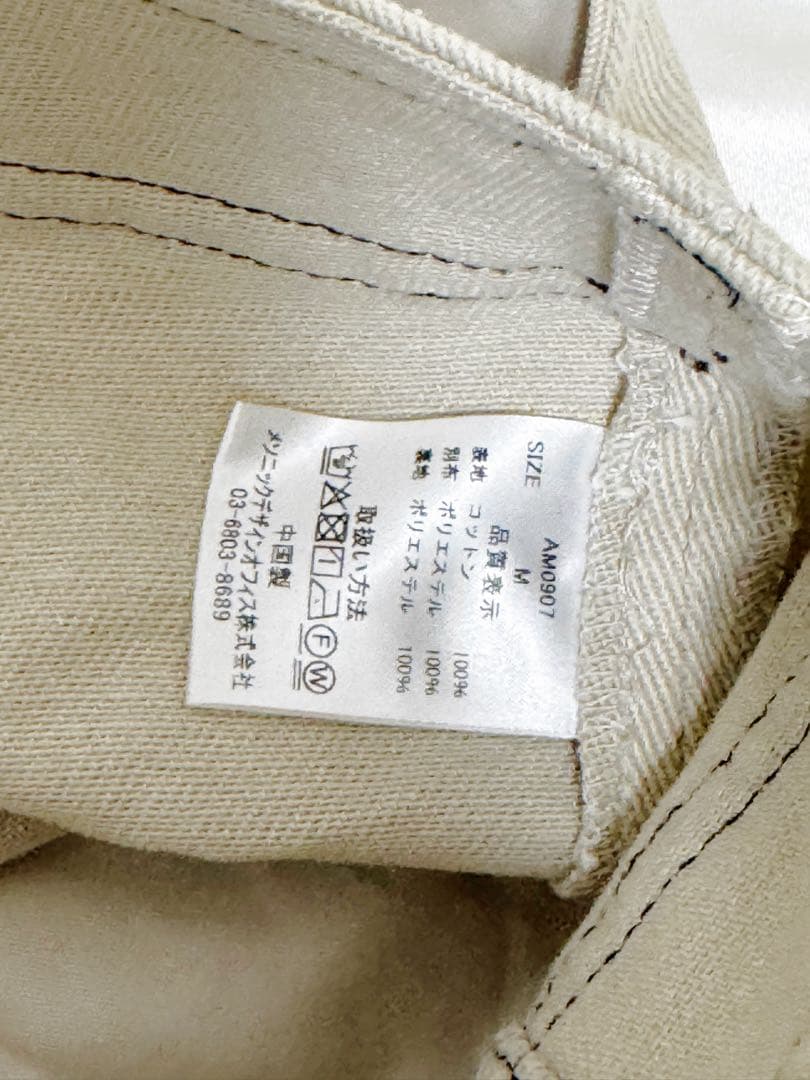 AM0907
SIZE M
品質表示
表地 コットン 100%
別布 ポリエステル 100%
裏地 ポリエステル 100%
取扱い方法
中国製
メソニックデザインオフィス株式会社
03-6803-8689